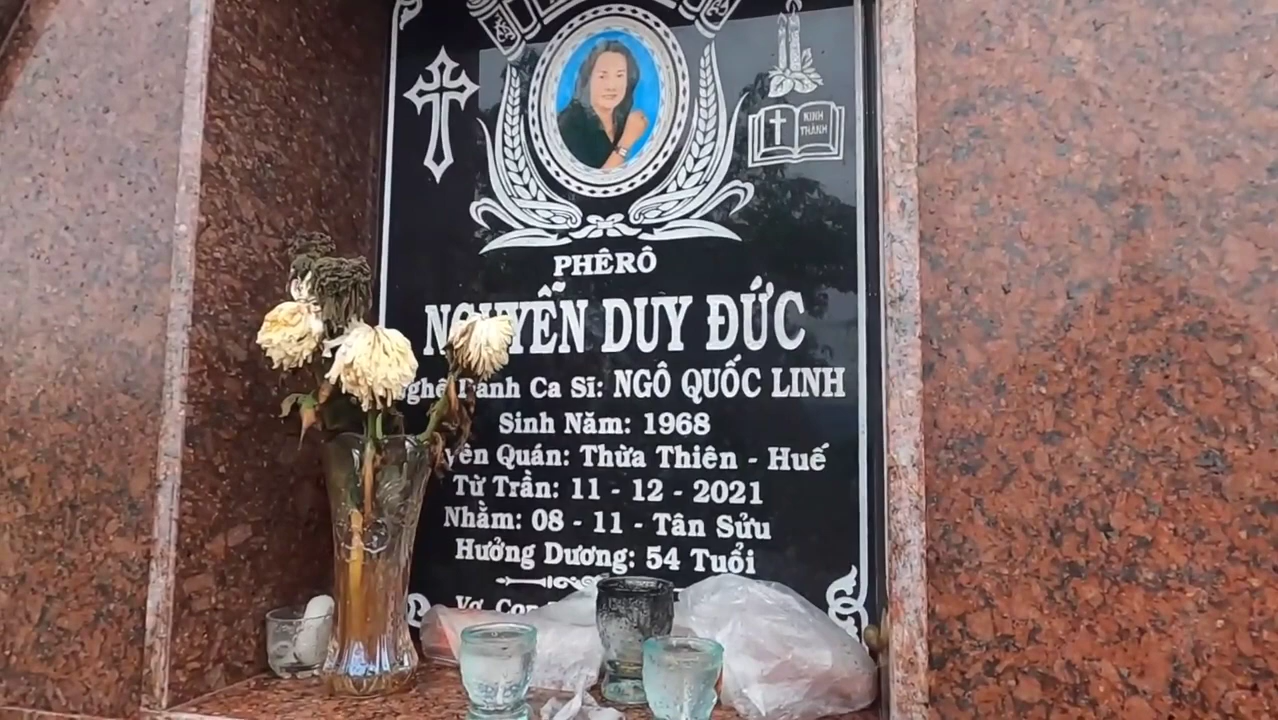 KINH
THÁNH
PHÊRÔ
NGUYỄN DUY ĐỨC
Danh Ca Sĩ: NGÔ QUỐC LINH
Sinh Năm: 1968
Quán: Thừa Thiên - Huế
Từ Trần: 11 - 12 - 2021
Nhằm: 08 - 11 - Tân Sửu
Hưởng Dương: 54 Tuổi
Vợ